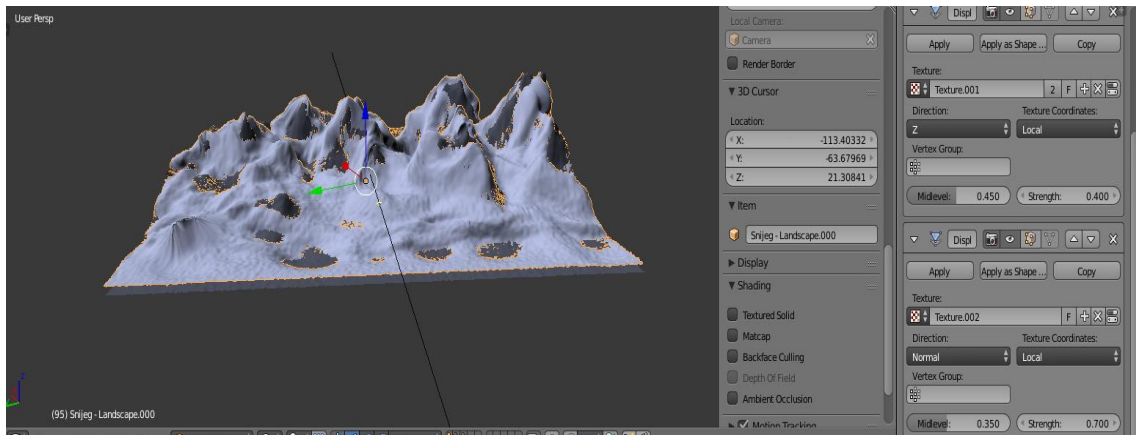 User Persp
(95) Snijeg - Landscape.000
Local Camera:
Camera
Render Border
3D Cursor
Location:
X: -113.40332
Y: -63.67969
Z: 21.30841
Item
Snijeg - Landscape.000
Display
Shading
Textured Solid
Matcap
Backface Culling
Depth Of Field
Ambient Occlusion
Motion Tracking
Displ
Apply Apply as Shape ... Copy
Texture:
Texture.001 2 F
Direction: Texture Coordinates:
Z Local
Vertex Group:
Midlevel: 0.450 Strength: 0.400
Displ
Apply Apply as Shape ... Copy
Texture:
Texture.002 F
Direction: Texture Coordinates:
Normal Local
Vertex Group:
Midlevel: 0.350 Strength: 0.700